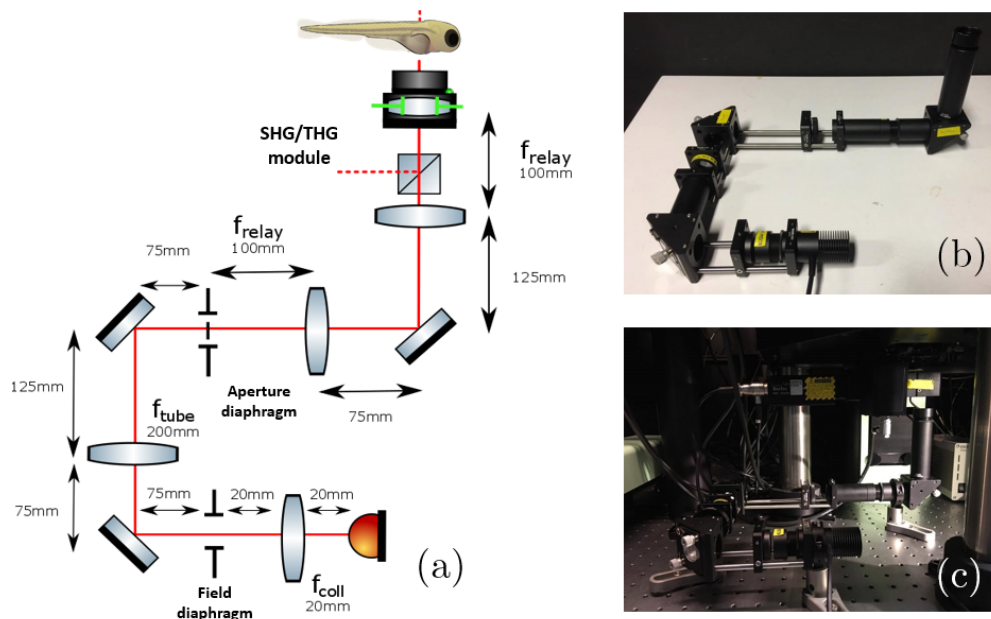 SHG/THG
module
f_relay
100mm
f_relay
100mm
75mm
125mm
125mm
Aperture
diaphragm
75mm
f_tube
200mm
75mm
75mm
20mm
20mm
Field
diaphragm
f_coll
20mm
(a)
(b)
(c)